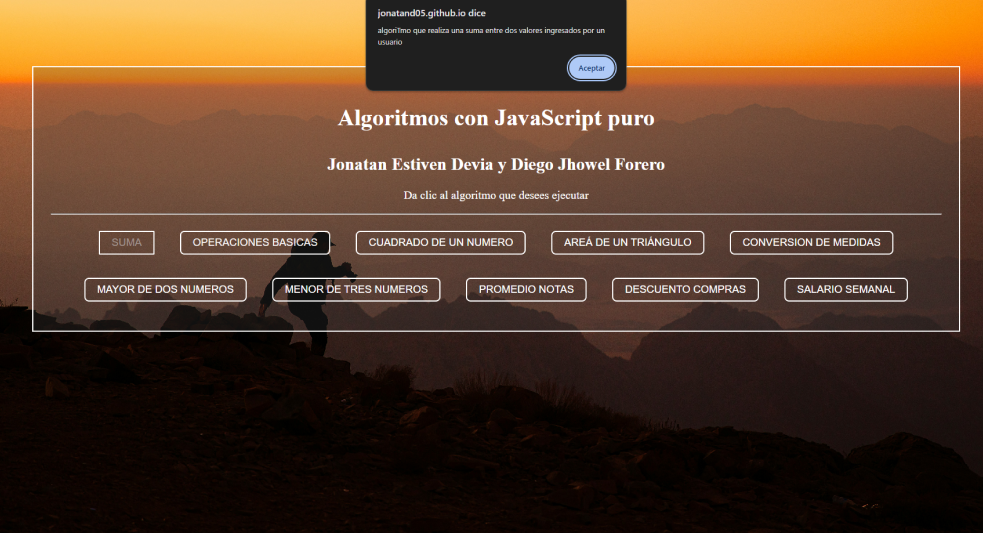 jonatand05.github.io dice
algoriTmo que realiza una suma entre dos valores ingresados por un
usuario
Aceptar
Algoritmos con JavaScript puro
Jonatan Estiven Devia y Diego Jhowel Forero
Da clic al algoritmo que desees ejecutar
SUMA OPERACIONES BASICAS CUADRADO DE UN NUMERO AREÁ DE UN TRIÁNGULO CONVERSION DE MEDIDAS
MAYOR DE DOS NUMEROS MENOR DE TRES NUMEROS PROMEDIO NOTAS DESCUENTO COMPRAS SALARIO SEMANAL